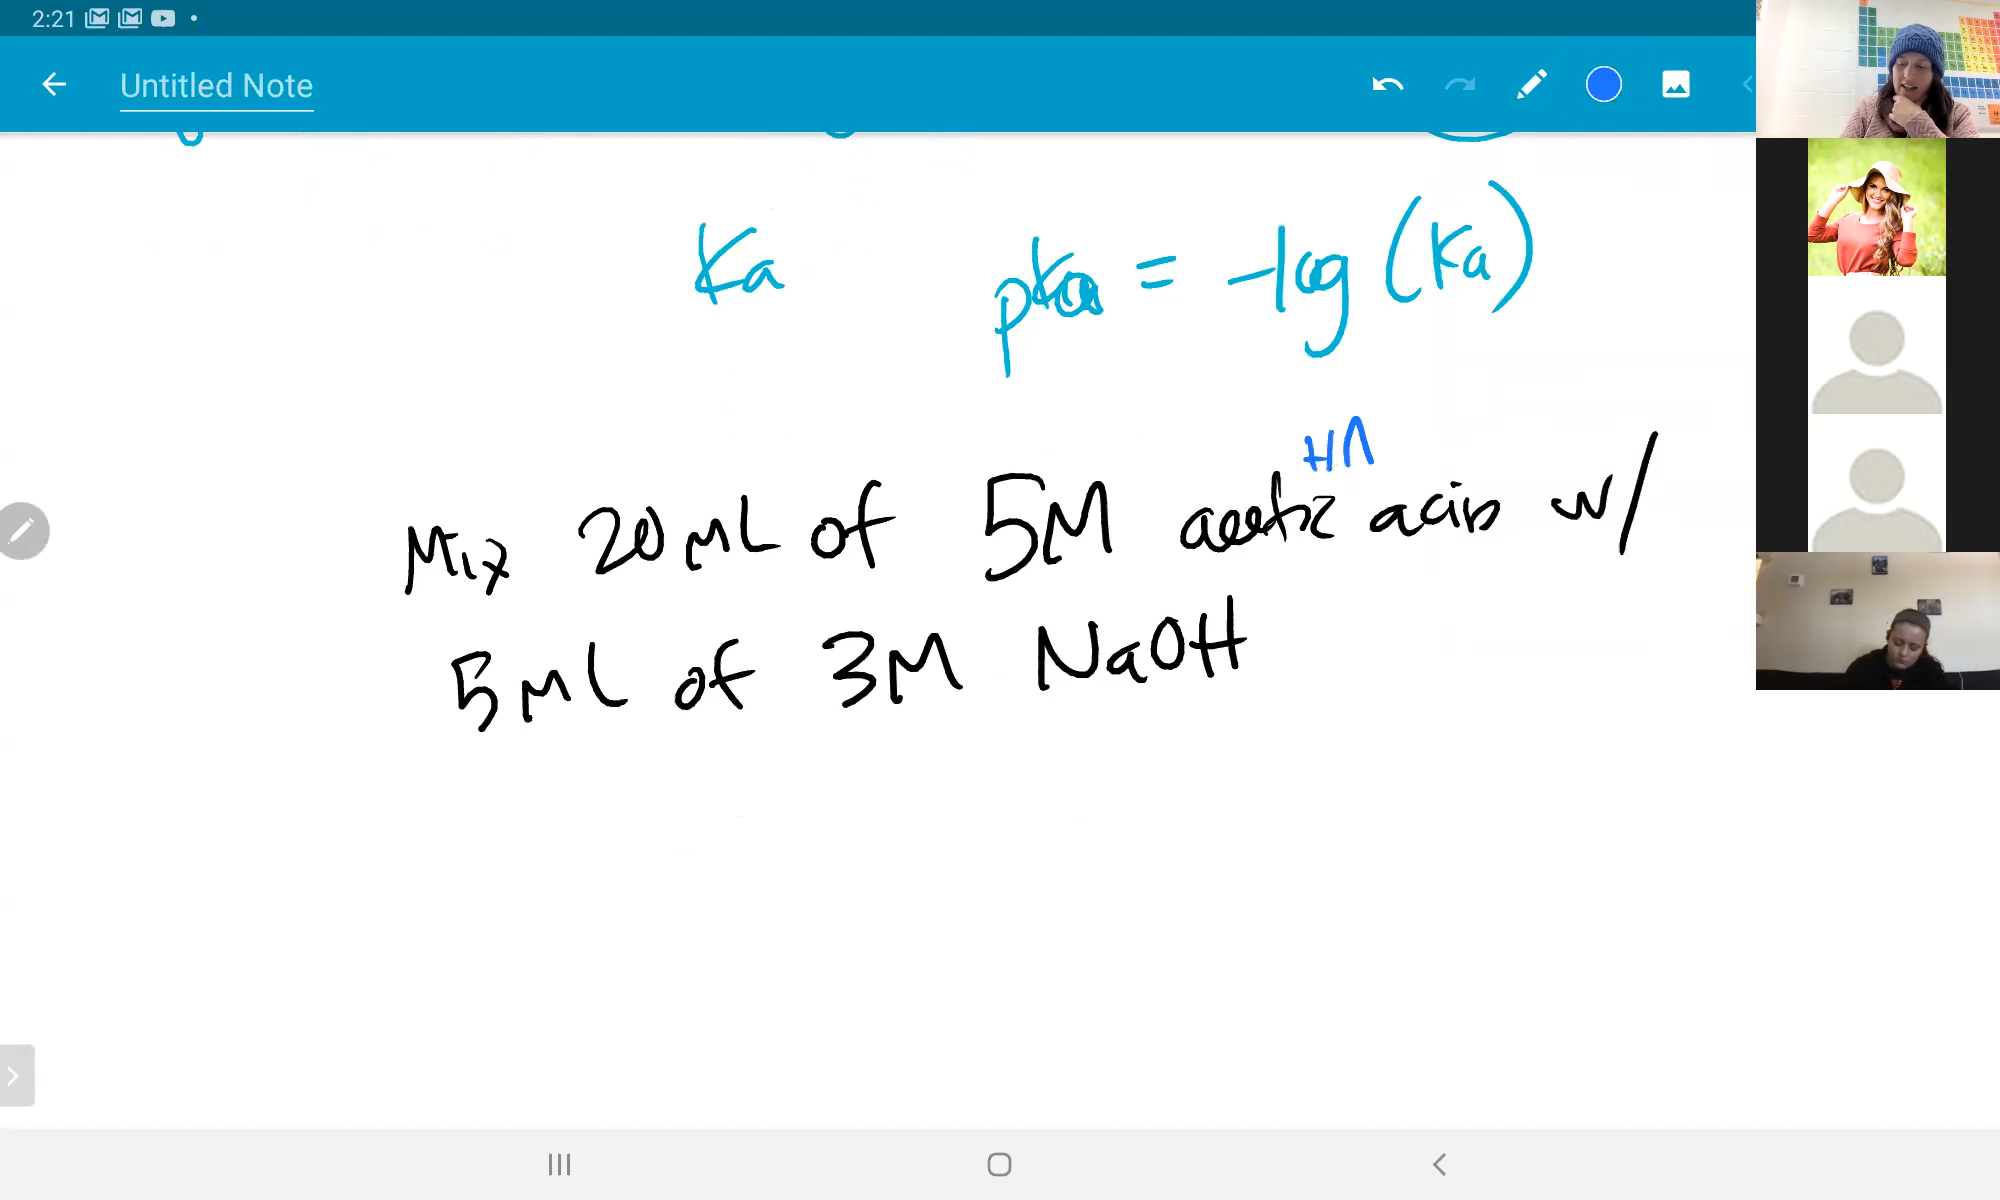 2:21
Untitled Note
Ka pKa = -log (Ka)
HA
Mix 20 mL of 5M acetic acid w/
5 mL of 3M NaOH